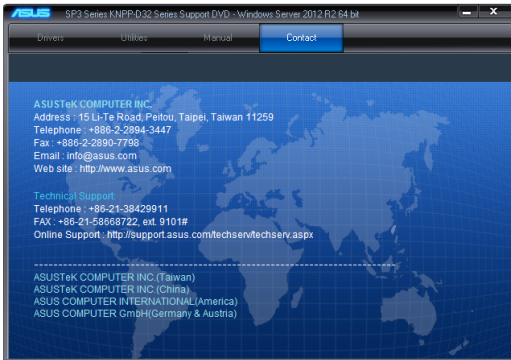 ASUS SP3 Series KNPP-D32 Series Support DVD - Windows Server 2012 R2 64 bit
Drivers Utilities Manual Contact
ASUSTeK COMPUTER INC.
Address : 15 Li-Te Road, Peitou, Taipei, Taiwan 11259
Telephone : +886-2-2894-3447
Fax : +886-2-2890-7798
Email : info@asus.com
Web site : http://www.asus.com
Technical Support:
Telephone : +86-21-38429911
FAX : +86-21-58668722, ext. 9101#
Online Support : http://support.asus.com/techserv/techserv.aspx
ASUSTeK COMPUTER INC.(Taiwan)
ASUSTeK COMPUTER INC.(China)
ASUS COMPUTER INTERNATIONAL(America)
ASUS COMPUTER GmbH(Germany & Austria)